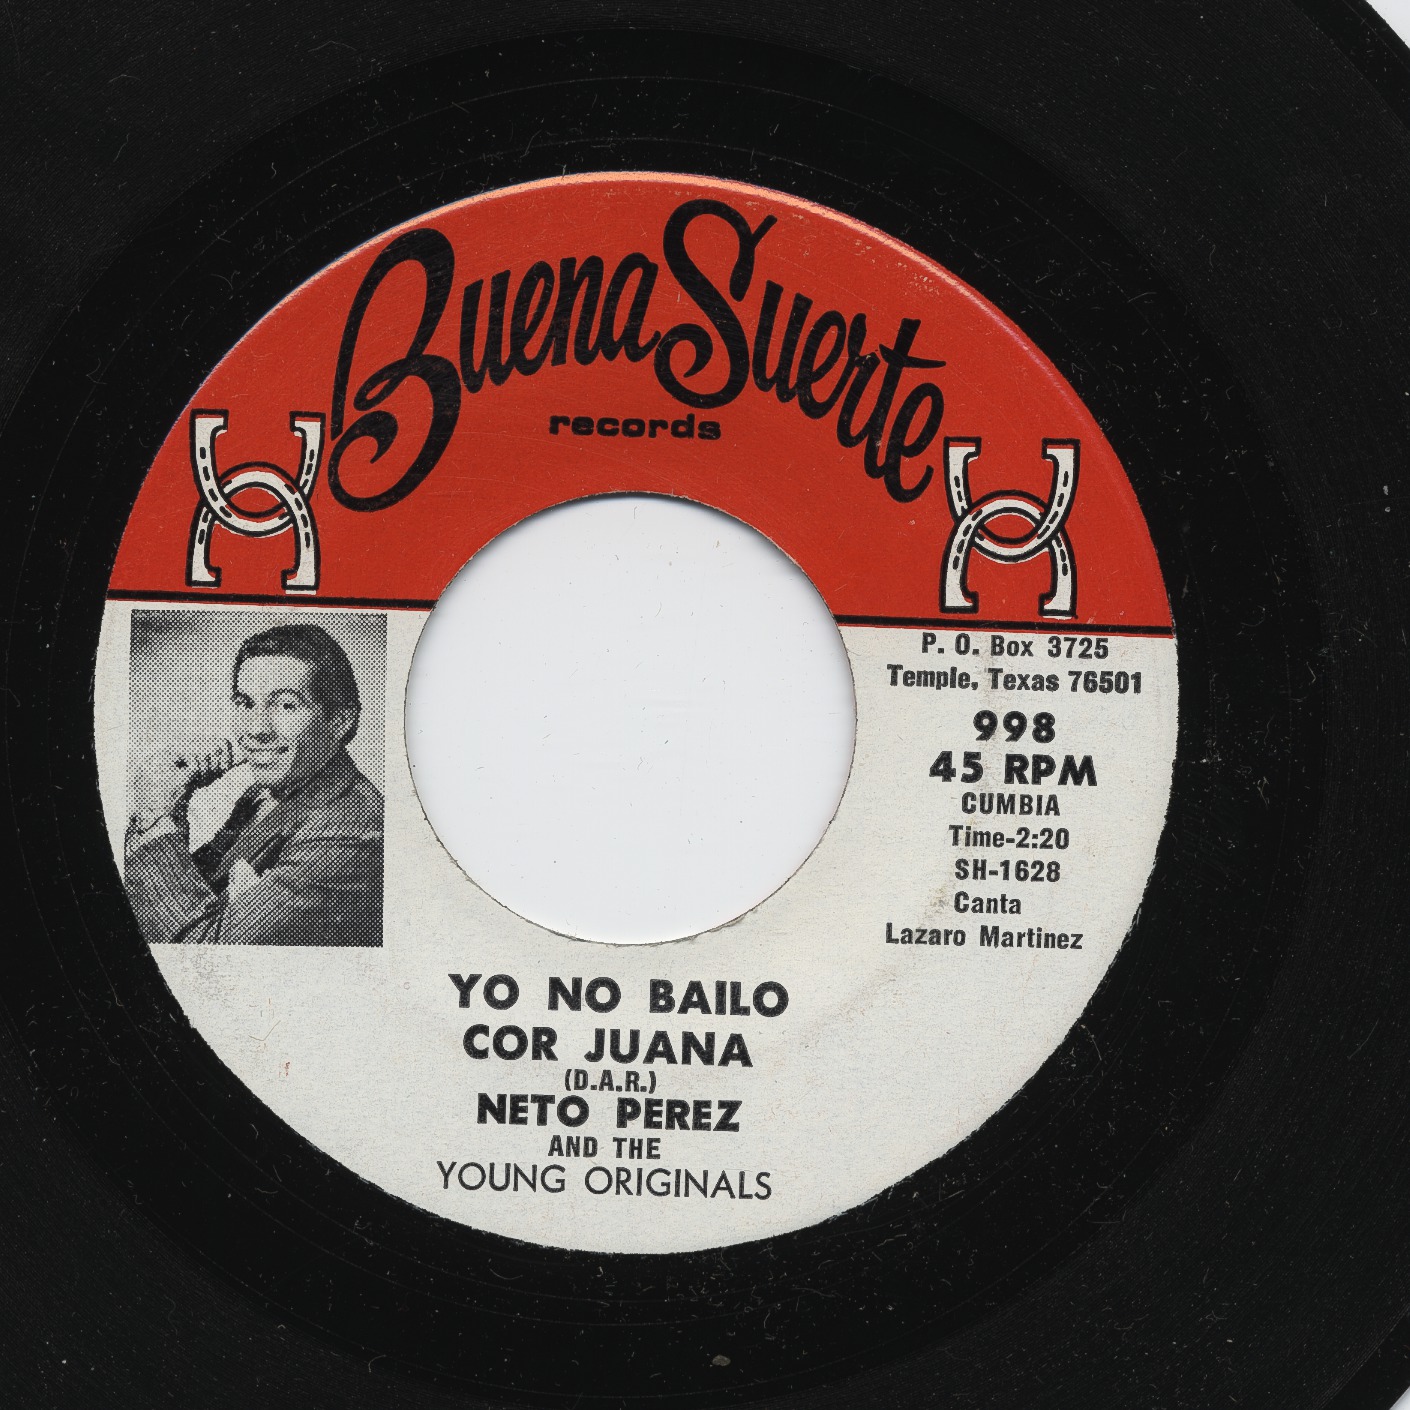 Buena Suerte
records
P. O. Box 3725
Temple, Texas 76501
998
45 RPM
CUMBIA
Time-2:20
SH-1628
Canta
Lazaro Martinez
YO NO BAILO
COR JUANA
(D.A.R.)
NETO PEREZ
AND THE
YOUNG ORIGINALS